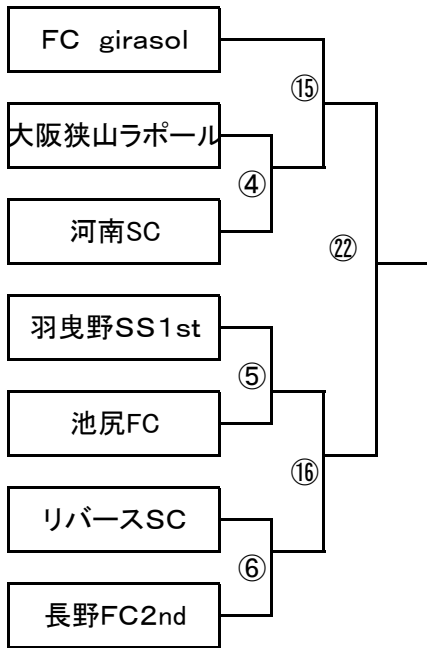 FC　girasol
⑮
大阪狭山ラポール
④
河南SC
㉒
羽曳野SS1st
⑤
池尻FC
⑯
リバースSC
⑥
長野FC2nd